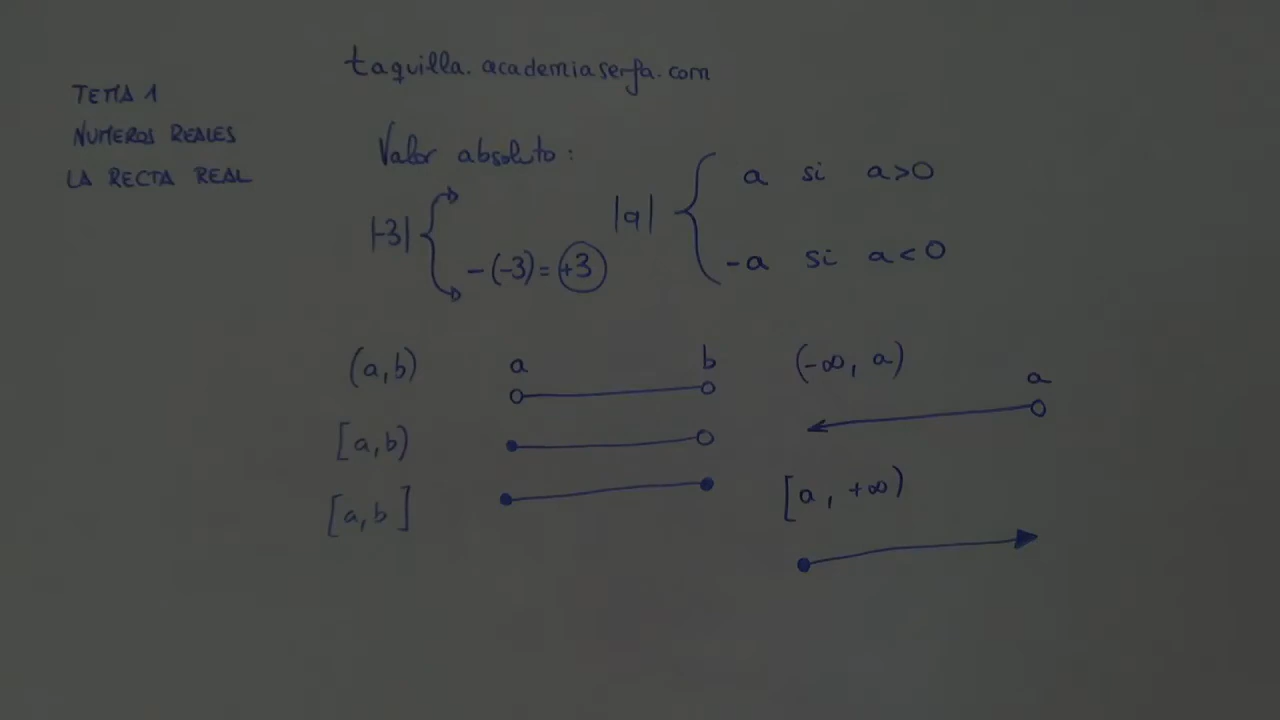 taquilla.academiaserfa.com
TEMA 1
NUMEROS REALES
LA RECTA REAL
Valor absoluto:
|-3| { -(-3) = +3
|a| { a si a>0
-a si a<0
(a,b) a b
[a,b)
[a,b]
(-∞, a) a
[a, +∞)